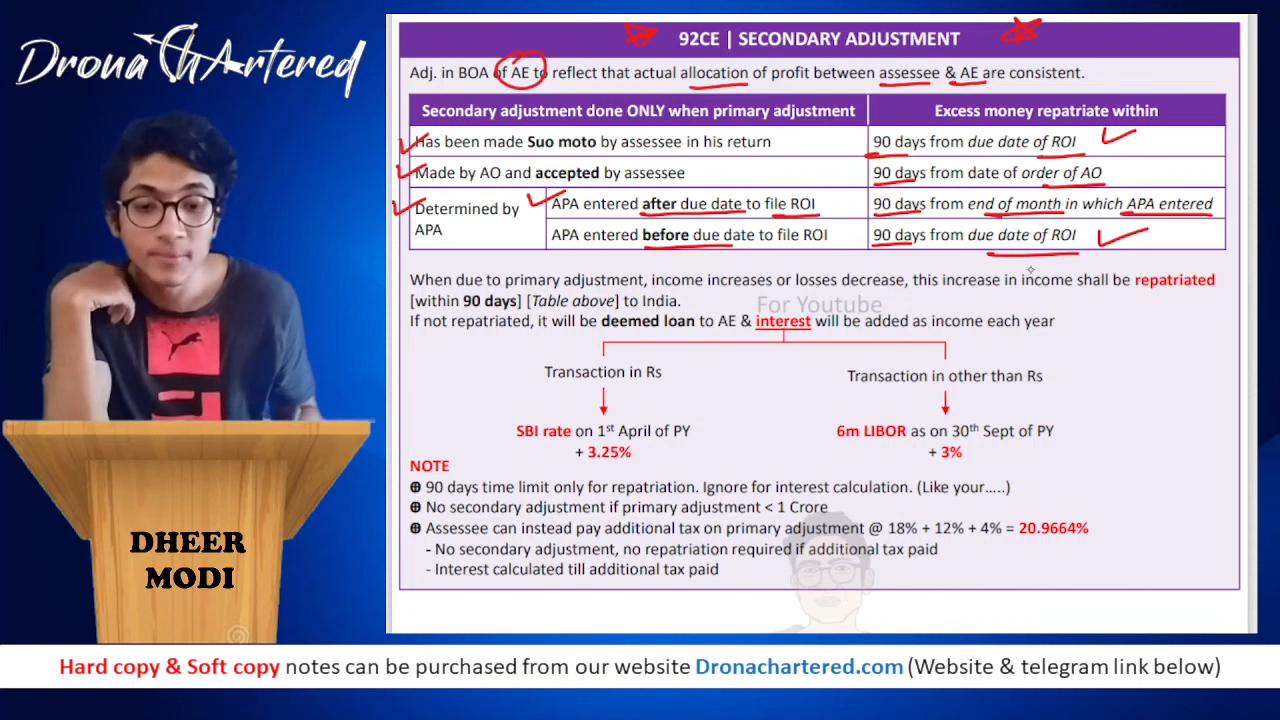 Drona CHArtered
92CE | SECONDARY ADJUSTMENT
Adj. in BOA of AE to reflect that actual allocation of profit between assessee & AE are consistent.
Secondary adjustment done ONLY when primary adjustment
Excess money repatriate within
Has been made Suo moto by assessee in his return
90 days from due date of ROI
Made by AO and accepted by assessee
90 days from date of order of AO
Determined by APA
APA entered after due date to file ROI
90 days from end of month in which APA entered
APA entered before due date to file ROI
90 days from due date of ROI
When due to primary adjustment, income increases or losses decrease, this increase in income shall be repatriated
[within 90 days] [Table above] to India.
For Youtube
If not repatriated, it will be deemed loan to AE & interest will be added as income each year
Transaction in Rs
Transaction in other than Rs
SBI rate on 1st April of PY
+ 3.25%
6m LIBOR as on 30th Sept of PY
+ 3%
NOTE
90 days time limit only for repatriation. Ignore for interest calculation. (Like your.....)
No secondary adjustment if primary adjustment < 1 Crore
Assessee can instead pay additional tax on primary adjustment @ 18% + 12% + 4% = 20.9664%
- No secondary adjustment, no repatriation required if additional tax paid
- Interest calculated till additional tax paid
DHEER
MODI
Hard copy & Soft copy notes can be purchased from our website Dronachartered.com (Website & telegram link below)